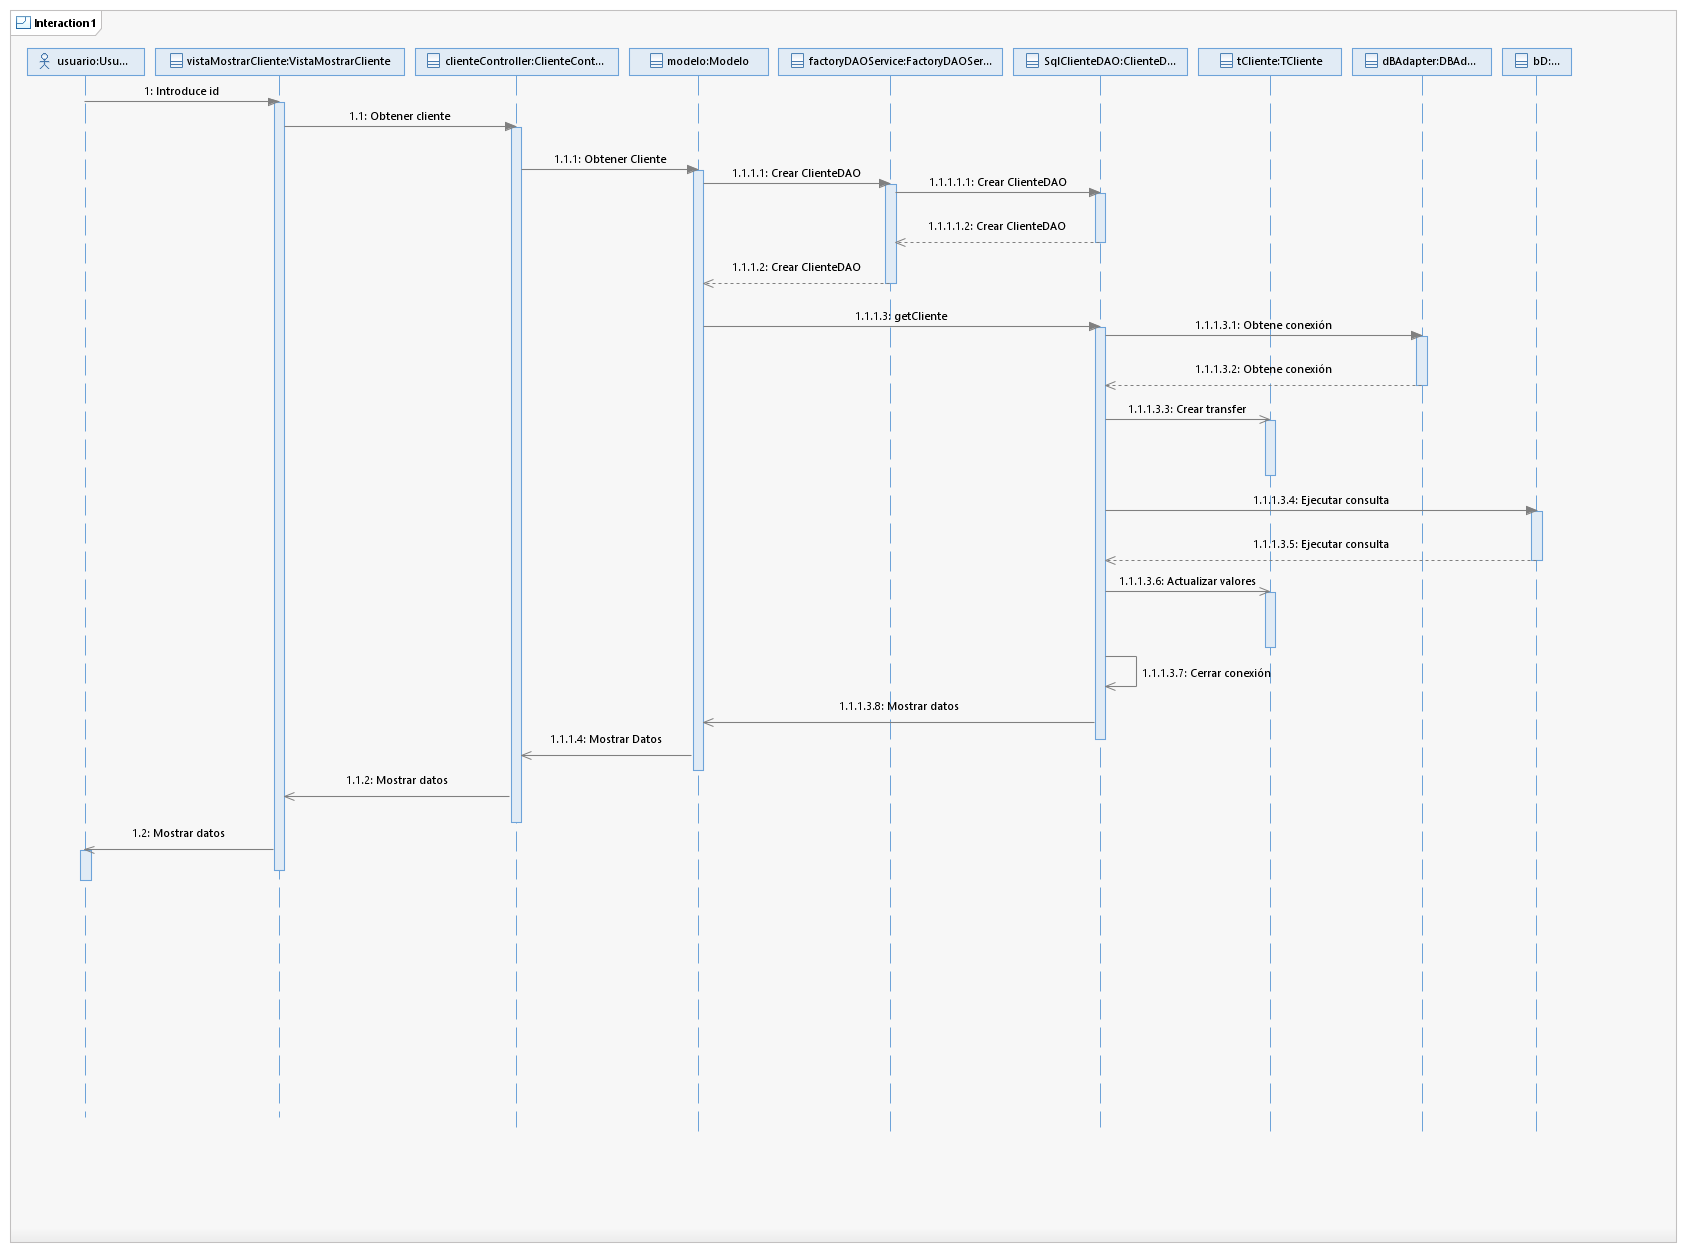 Interaction1
usuario:Usu...
vistaMostrarCliente:VistaMostrarCliente
clienteController:ClienteCont...
modelo:Modelo
factoryDAOService:FactoryDAOSer...
SqlClienteDAO:ClienteD...
tCliente:TCliente
dBAdapter:DBAd...
bD:...
1: Introduce id
1.1: Obtener cliente
1.1.1: Obtener Cliente
1.1.1.1: Crear ClienteDAO
1.1.1.1.1: Crear ClienteDAO
1.1.1.1.2: Crear ClienteDAO
1.1.1.2: Crear ClienteDAO
1.1.1.3: getCliente
1.1.1.3.1: Obtene conexión
1.1.1.3.2: Obtene conexión
1.1.1.3.3: Crear transfer
1.1.1.3.4: Ejecutar consulta
1.1.1.3.5: Ejecutar consulta
1.1.1.3.6: Actualizar valores
1.1.1.3.7: Cerrar conexión
1.1.1.3.8: Mostrar datos
1.1.1.4: Mostrar Datos
1.1.2: Mostrar datos
1.2: Mostrar datos